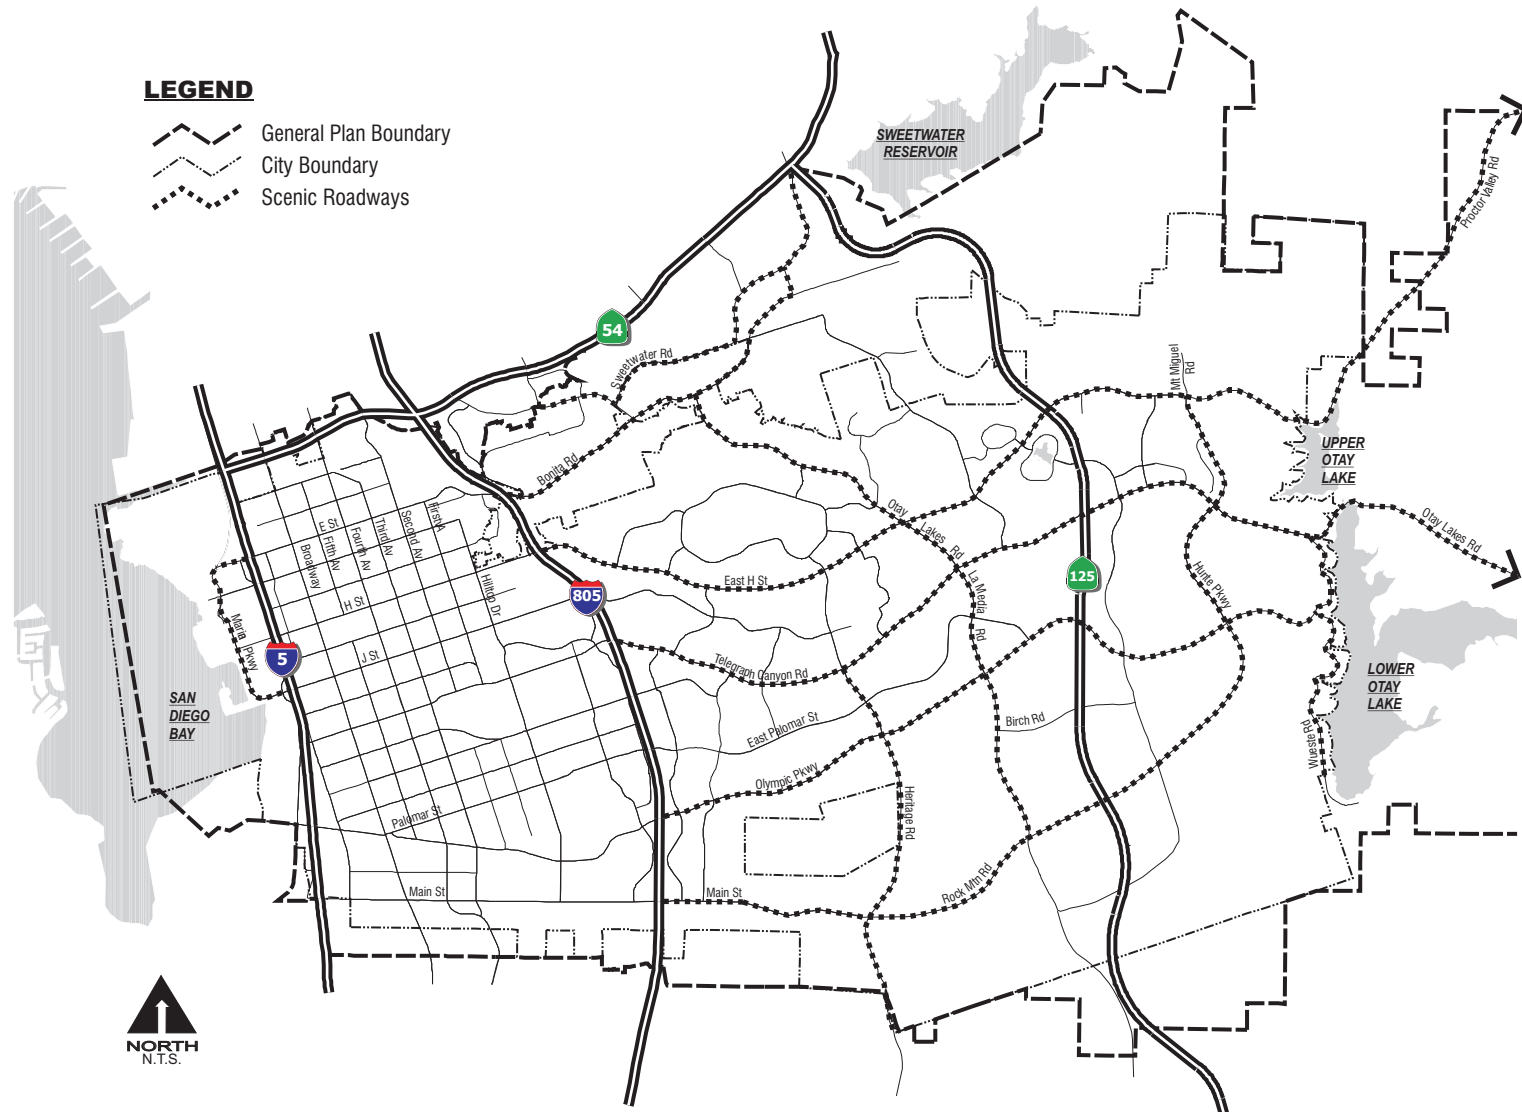 LEGEND
General Plan Boundary
City Boundary
Scenic Roadways
SWEETWATER
RESERVOIR
Proctor Valley Rd
54
Sweetwater Rd
Mt Miguel
Rd
Bonita Rd
UPPER
OTAY
LAKE
Otay Lakes Rd
Otay Lakes Rd
E St
Broadway
Fifth Av
Fourth Av
Third Av
Second Av
First A
Hilltop Dr
H St
J St
East H St
805
125
La Media Rd
Hunte Pkwy
Marin Pkwy
5
Telegraph Canyon Rd
SAN
DIEGO
BAY
LOWER
OTAY
LAKE
East Palomar St
Birch Rd
Wueste Rd
Olympic Pkwy
Palomar St
Heritage Rd
Main St
Main St
Rock Mtn Rd
NORTH
N.T.S.